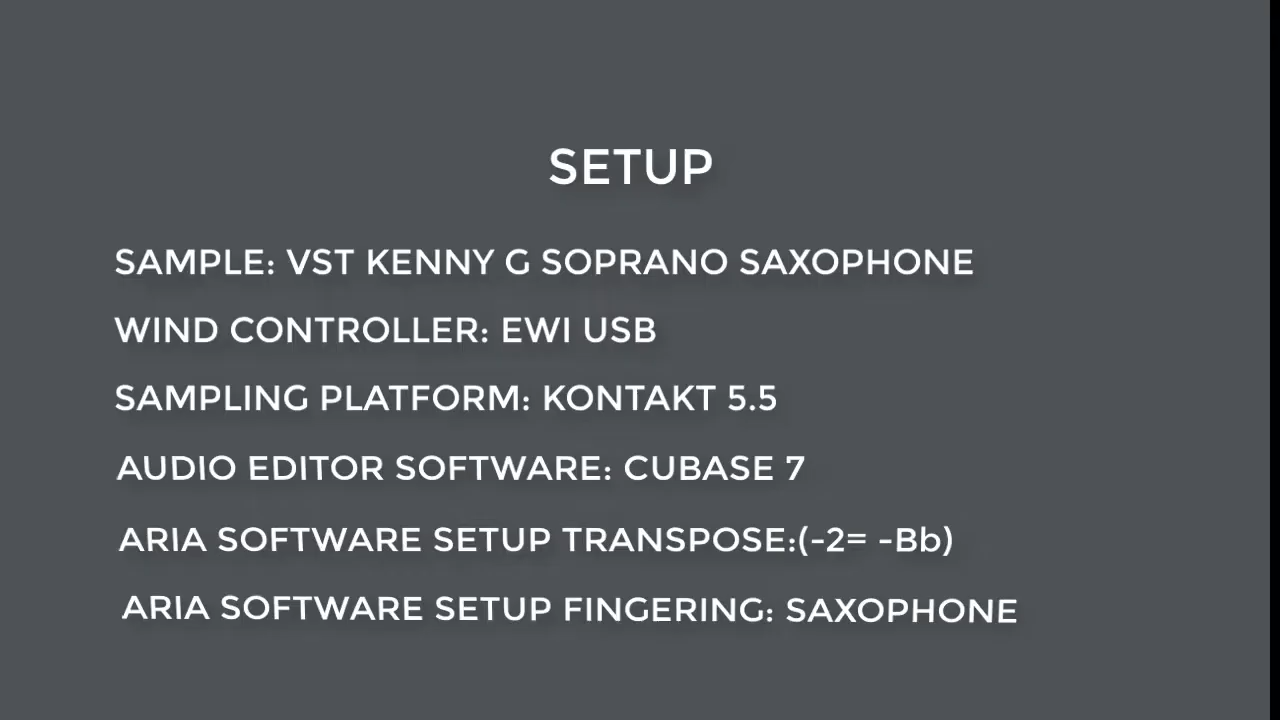 SETUP
SAMPLE: VST KENNY G SOPRANO SAXOPHONE
WIND CONTROLLER: EWI USB
SAMPLING PLATFORM: KONTAKT 5.5
AUDIO EDITOR SOFTWARE: CUBASE 7
ARIA SOFTWARE SETUP TRANSPOSE:(-2= -Bb)
ARIA SOFTWARE SETUP FINGERING: SAXOPHONE